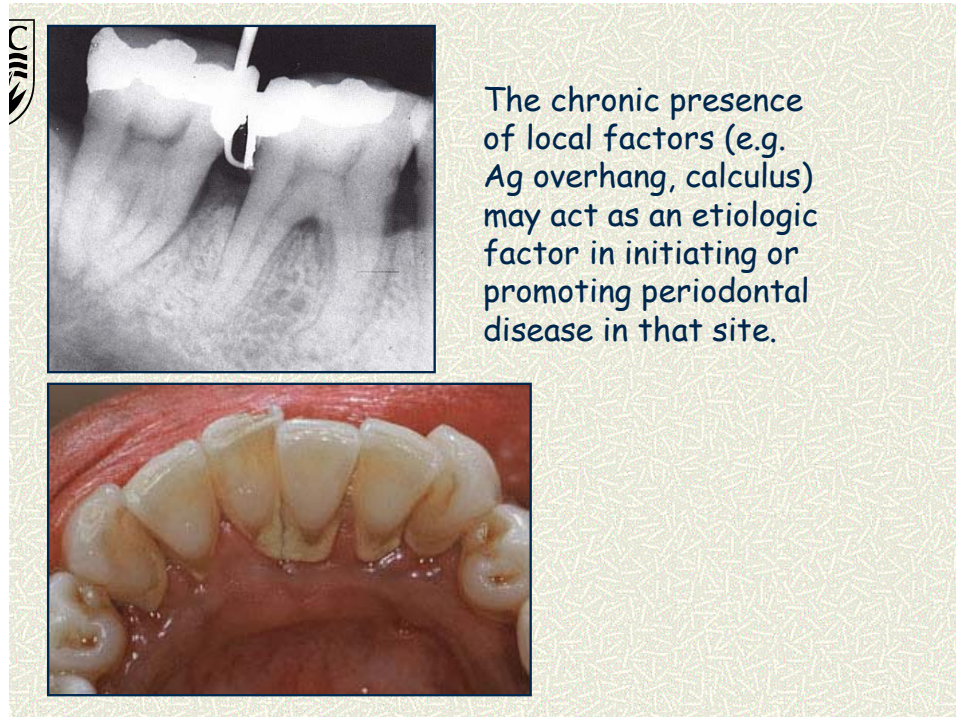 C
The chronic presence
of local factors (e.g.
Ag overhang, calculus)
may act as an etiologic
factor in initiating or
promoting periodontal
disease in that site.